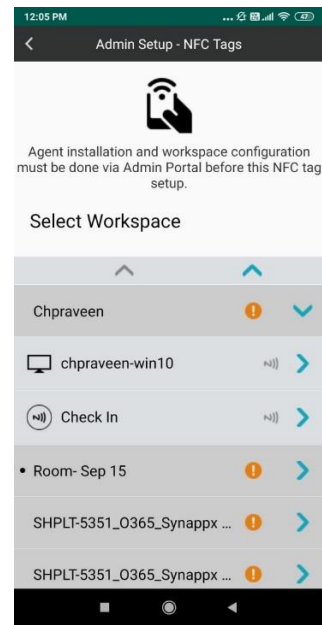 12:05 PM
47
Admin Setup - NFC Tags
Agent installation and workspace configuration
must be done via Admin Portal before this NFC tag
setup.
Select Workspace
Chpraveen
chpraveen-win10
Check In
• Room- Sep 15
SHPLT-5351_O365_Synappx ...
SHPLT-5351_O365_Synappx ...